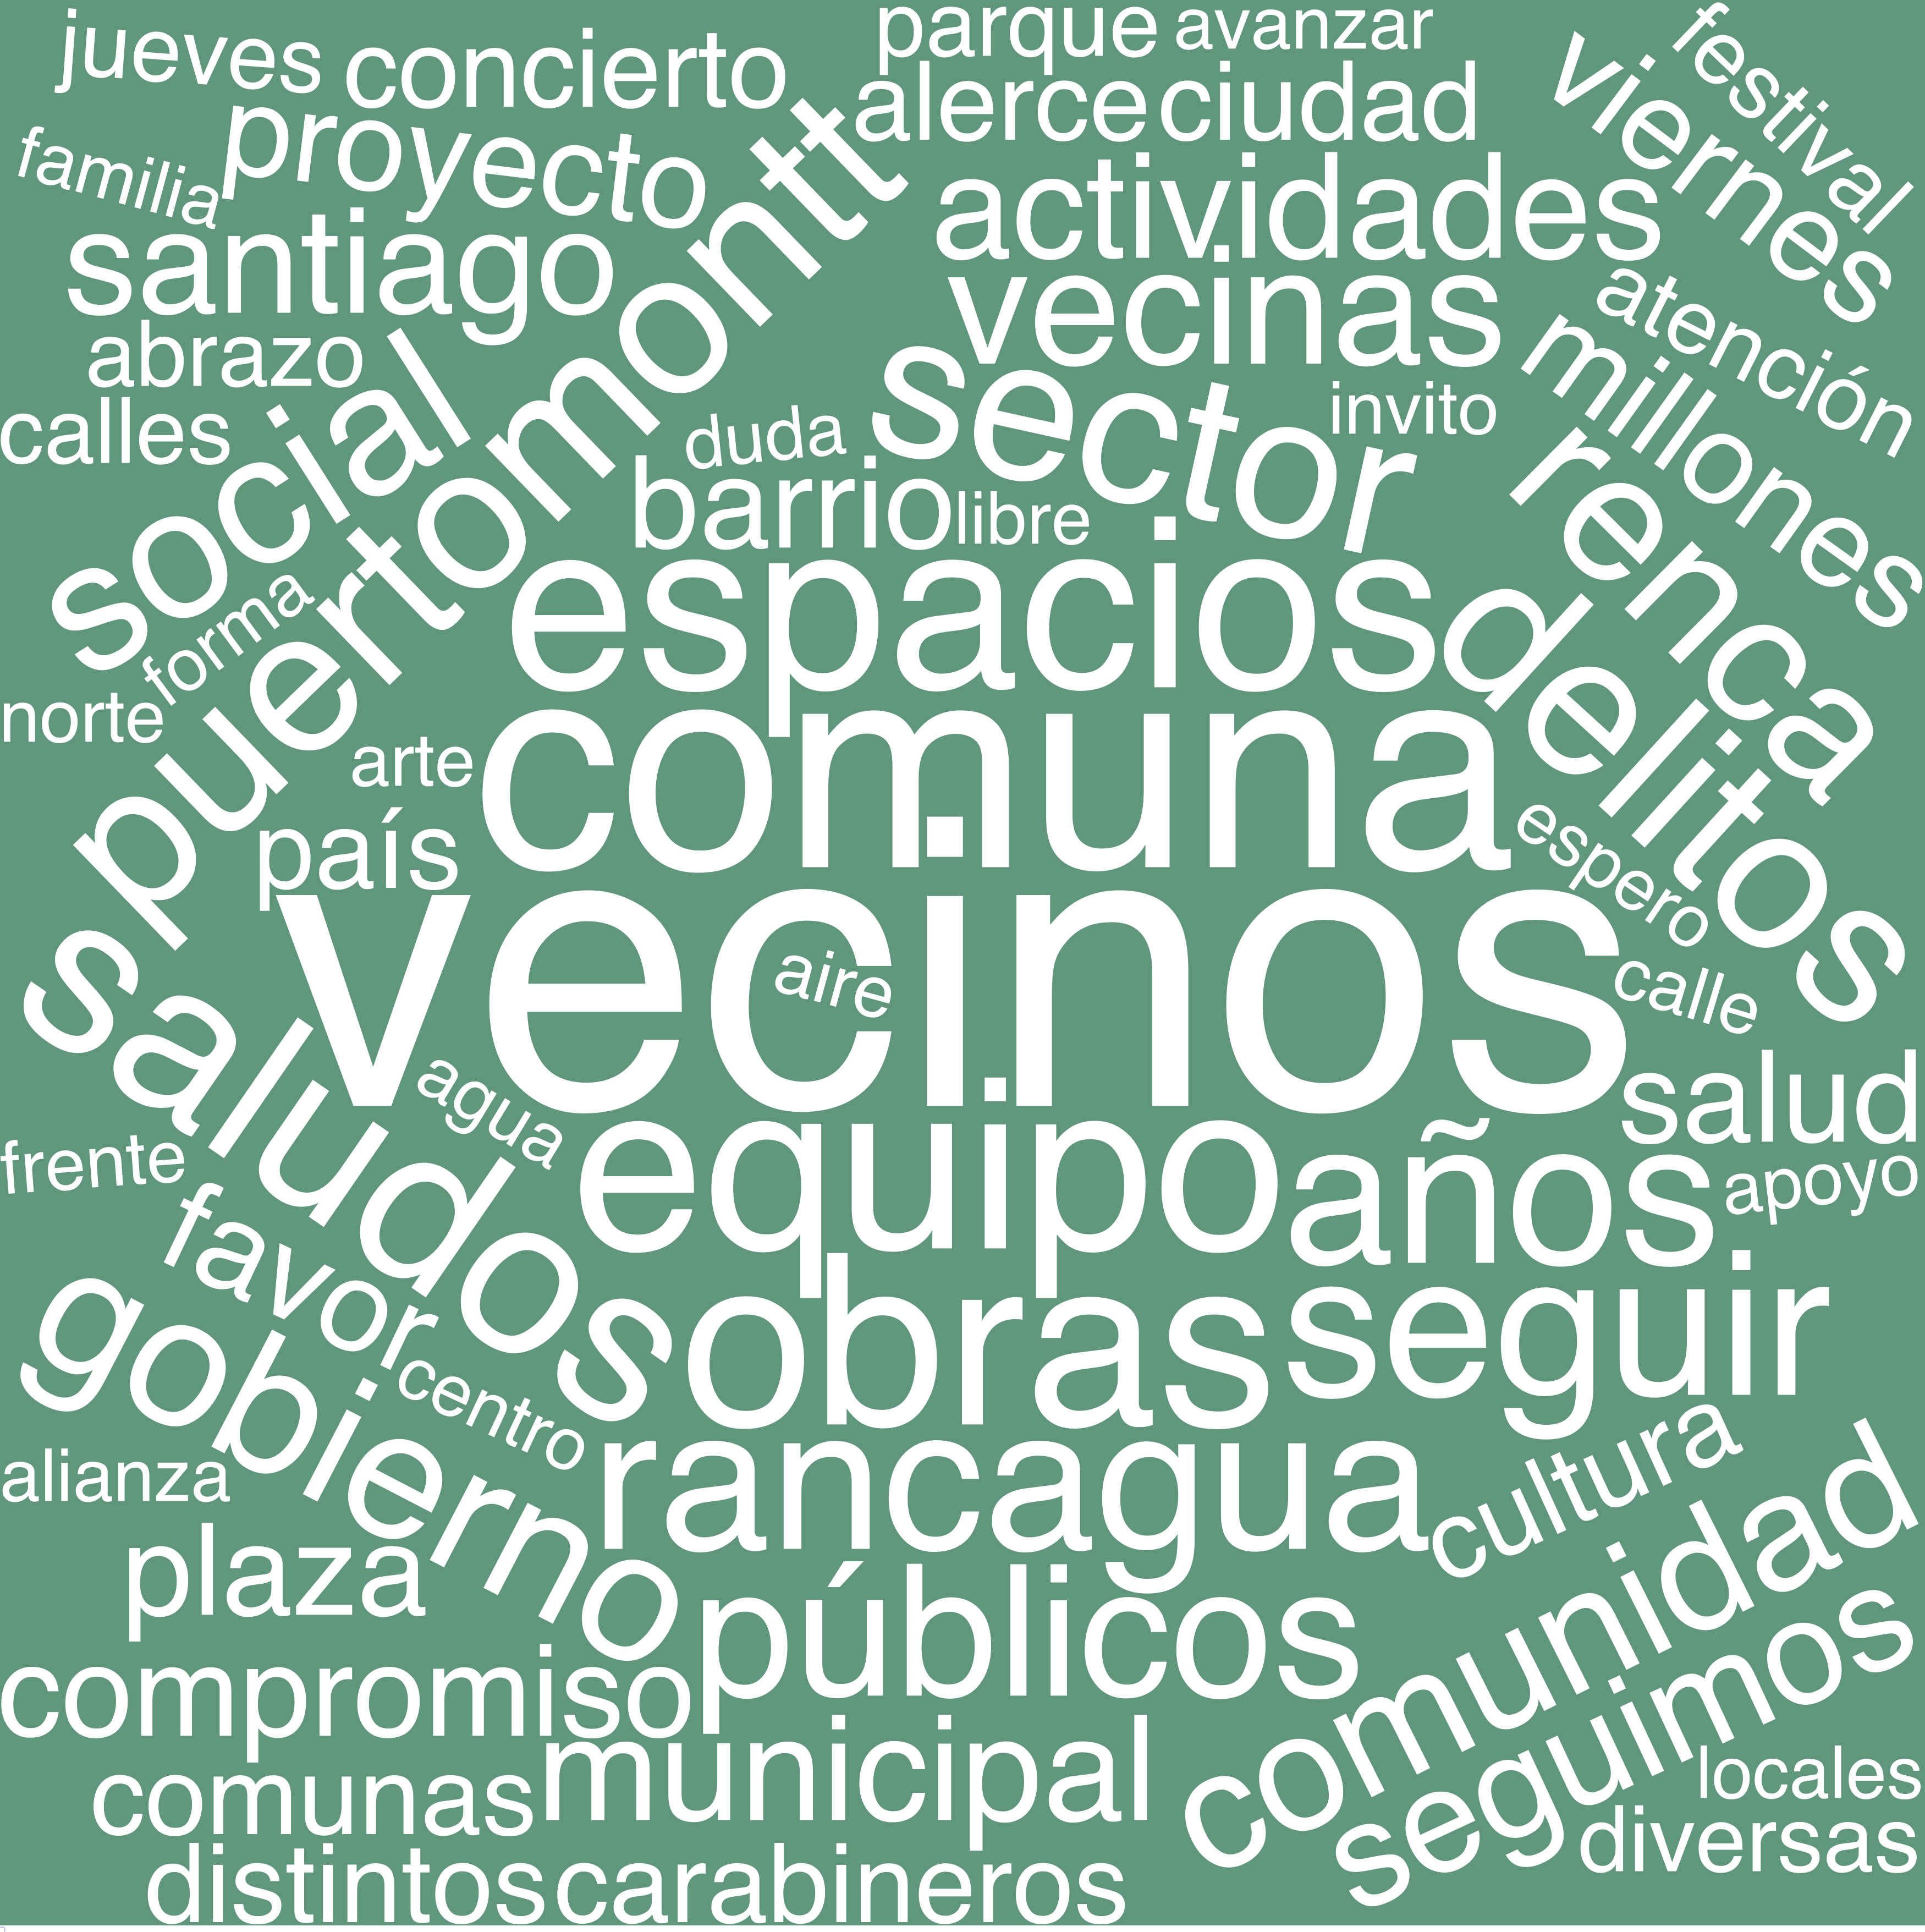 jueves concierto
parque avanzar
alerce ciudad
viernes
festival
familia
proyecto
puerto montt
actividades
santiago
vecinas
atención
millones
abrazo
sector
invito
calles
social
duda
barrio
libre
rencca
forma
espacios
delitos
norte
arte
comuna
país
espero
vecinos
aire
calle
saludos
agua
salud
frente
equipo
años
apoyo
favor
gobierno
obras
seguir
centro
alianza
rancagua
cultura
plaza
públicos
comunidad
compromiso
seguimos
municipal
locales
comunas
diversas
distintos carabineros